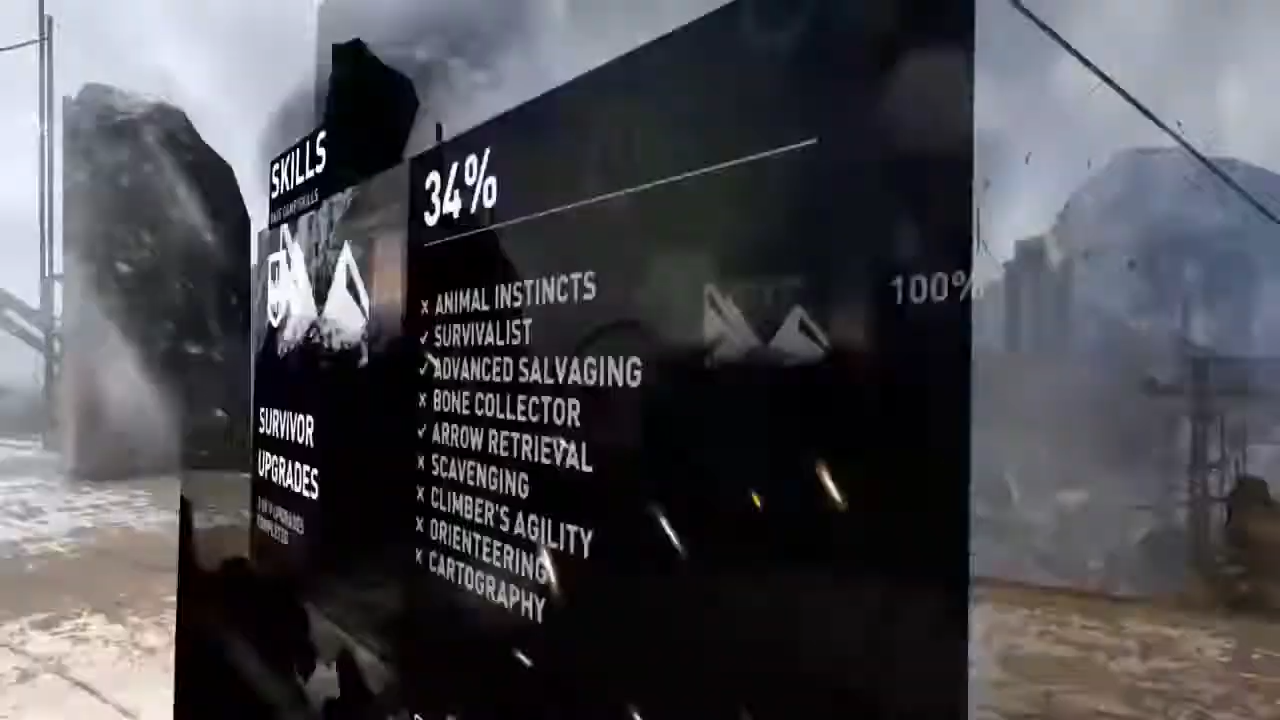 SKILLS
34%
100%
ANIMAL INSTINCTS
SURVIVALIST
ADVANCED SALVAGING
BONE COLLECTOR
ARROW RETRIEVAL
SCAVENGING
CLIMBER'S AGILITY
ORIENTEERING
CARTOGRAPHY
SURVIVOR
UPGRADES